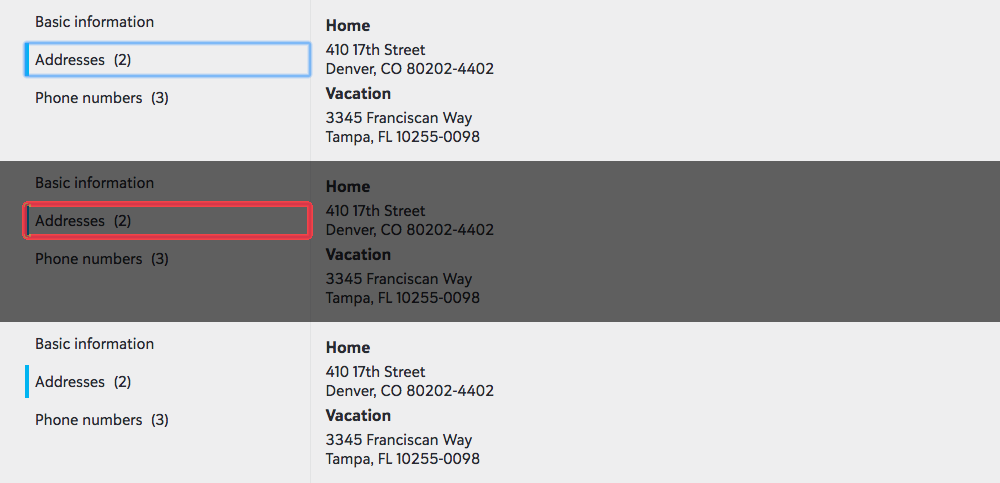 Basic information
Addresses (2)
Phone numbers (3)
Home
410 17th Street
Denver, CO 80202-4402
Vacation
3345 Franciscan Way
Tampa, FL 10255-0098
Basic information
Addresses (2)
Phone numbers (3)
Home
410 17th Street
Denver, CO 80202-4402
Vacation
3345 Franciscan Way
Tampa, FL 10255-0098
Basic information
Addresses (2)
Phone numbers (3)
Home
410 17th Street
Denver, CO 80202-4402
Vacation
3345 Franciscan Way
Tampa, FL 10255-0098